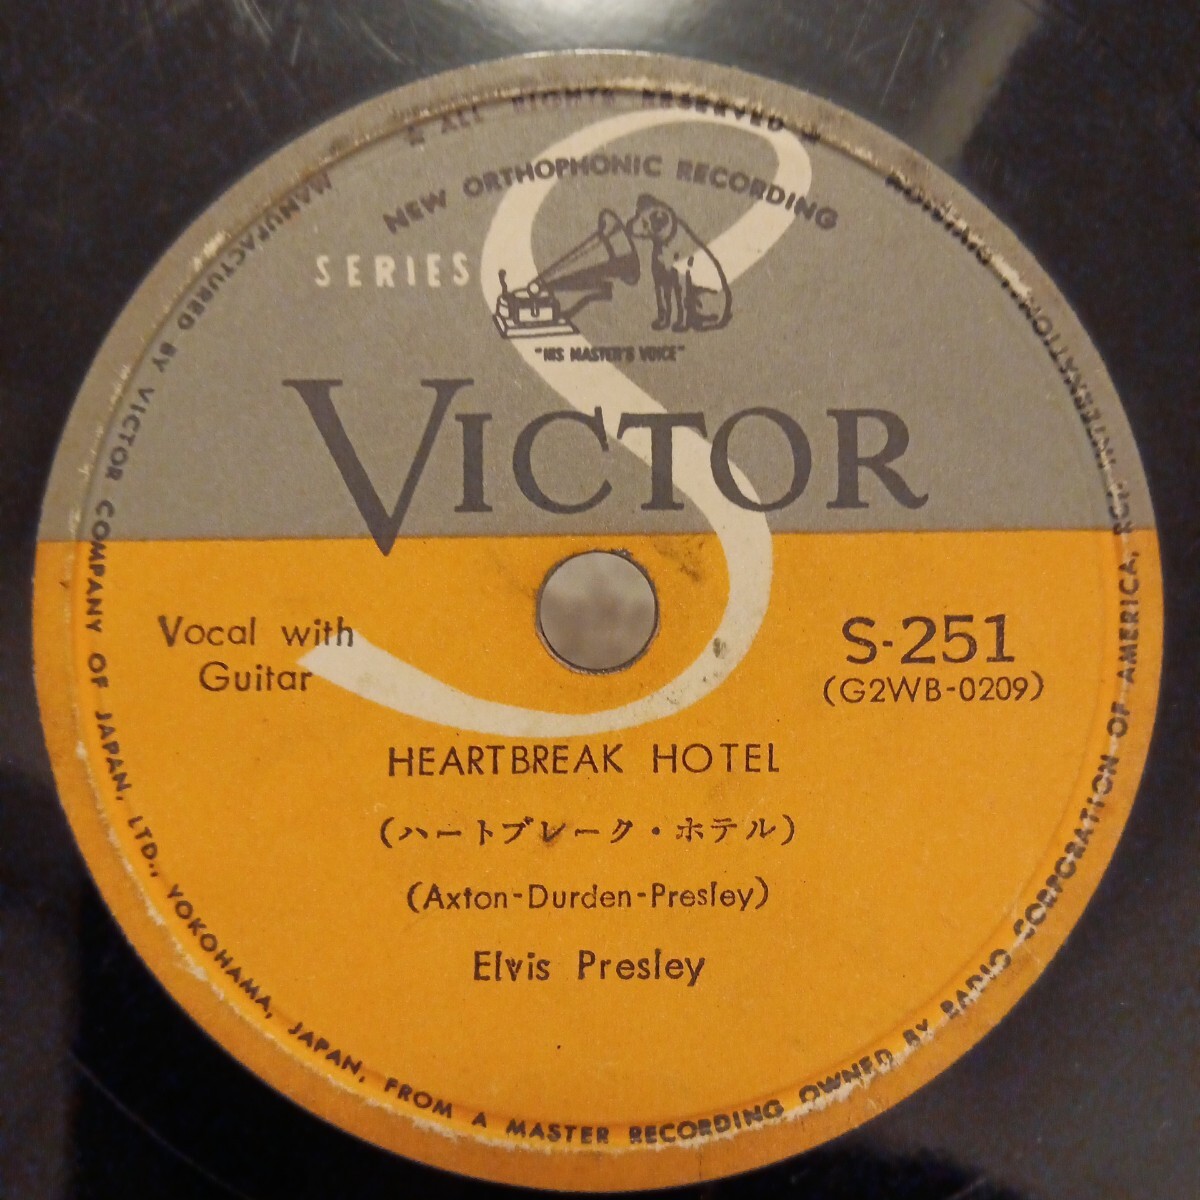 MANUFACTURED BY VICTOR COMPANY OF JAPAN, LTD., YOKOHAMA, JAPAN, FROM A MASTER RECORDING OWNED BY RADIO CORPORATION OF AMERICA, RCA INTERNATIONAL DIVISION
ALL RIGHTS RESERVED
NEW ORTHOPHONIC RECORDING
SERIES S
"HIS MASTER'S VOICE"
VICTOR
Vocal with
Guitar
S-251
(G2WB-0209)
HEARTBREAK HOTEL
(ハートブレーク・ホテル)
(Axton-Durden-Presley)
Elvis Presley